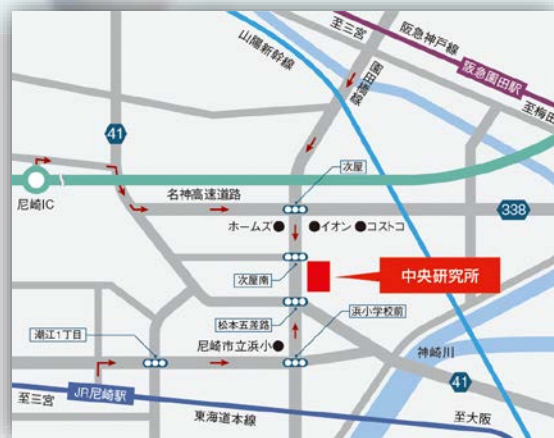 至三宮
阪急神戸線
阪急園田駅
至梅田
山陽新幹線
園田橋線
41
尼崎IC
名神高速道路
次屋
338
ホームズ
イオン
コストコ
次屋南
中央研究所
松本五差路
浜小学校前
潮江1丁目
尼崎市立浜小
神崎川
41
JR尼崎駅
至三宮
東海道本線
至大阪